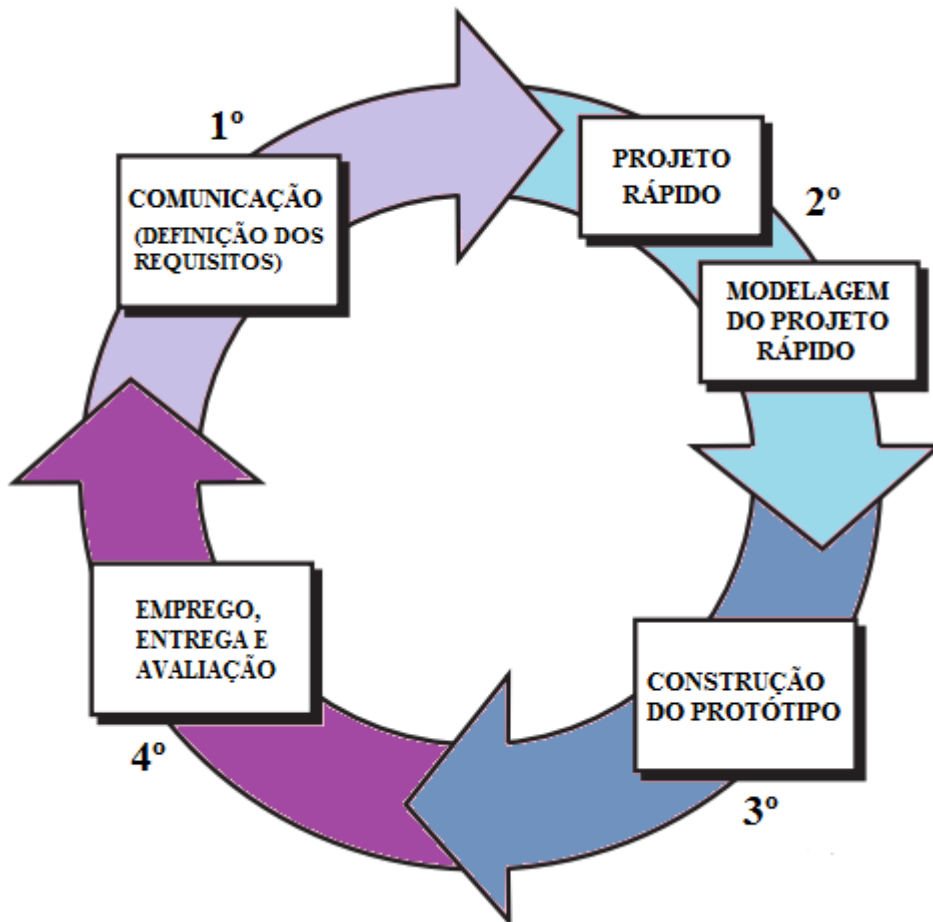 1º
COMUNICAÇÃO
(DEFINIÇÃO DOS
REQUISITOS)
PROJETO
RÁPIDO
2º
MODELAGEM
DO PROJETO
RÁPIDO
CONSTRUÇÃO
DO PROTÓTIPO
3º
EMPREGO,
ENTREGA E
AVALIAÇÃO
4º